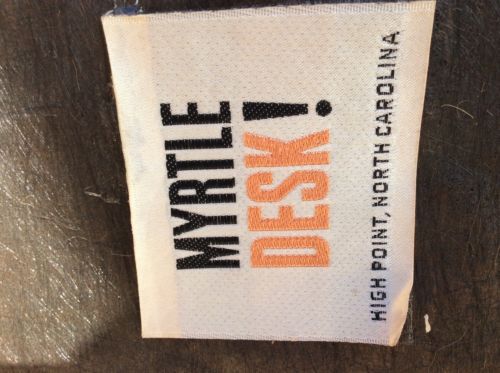 MYRTLE
DESK!
HIGH POINT, NORTH CAROLINA